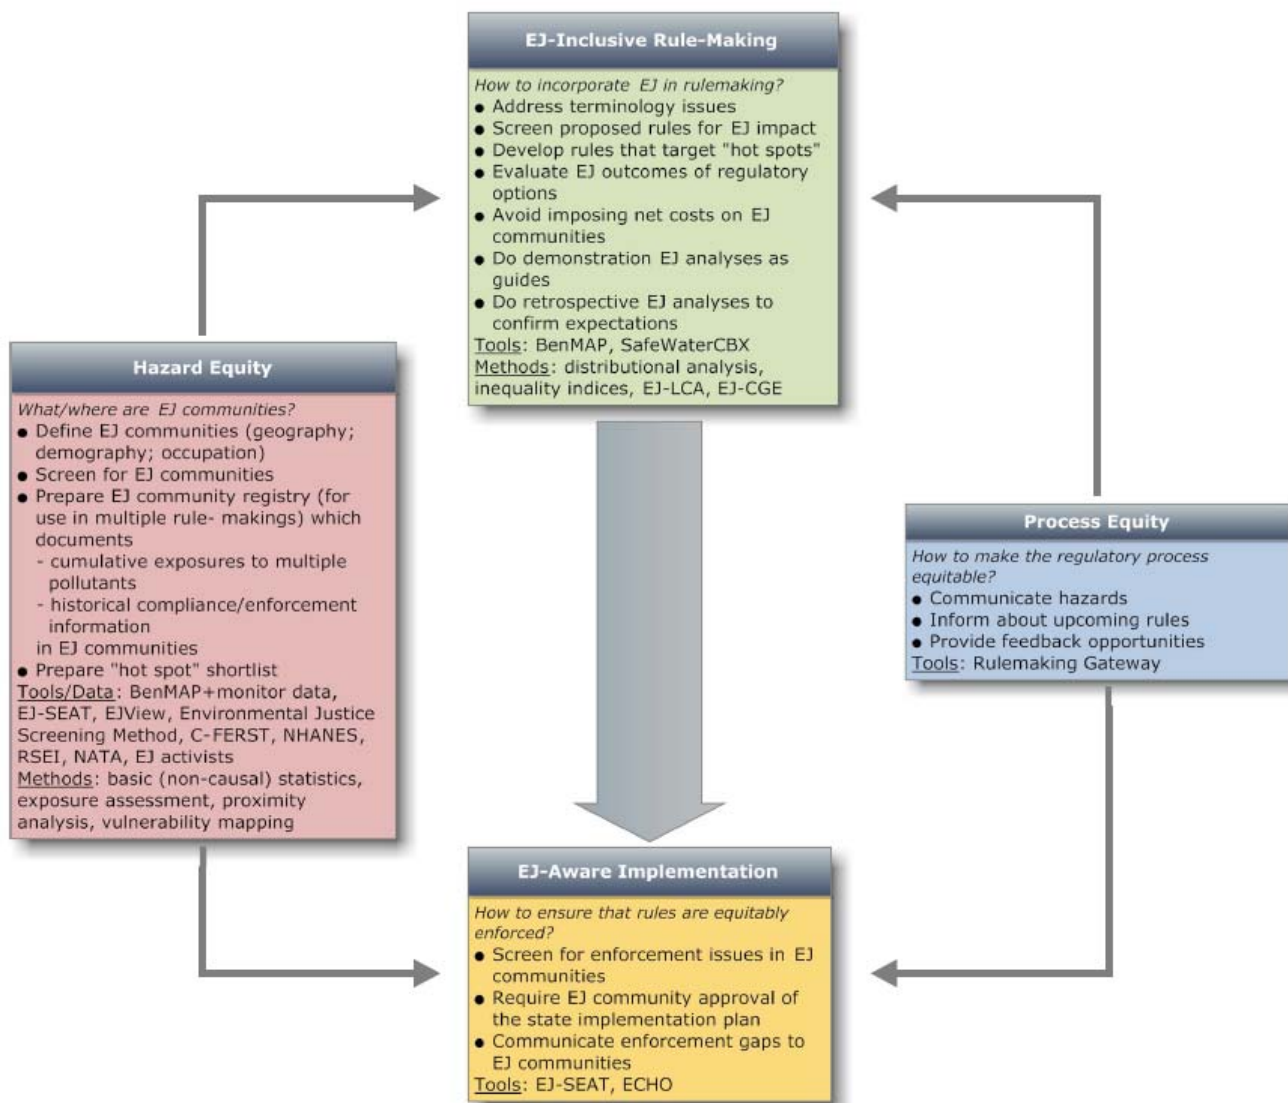 EJ-Inclusive Rule-Making
How to incorporate EJ in rulemaking?
● Address terminology issues
● Screen proposed rules for EJ impact
● Develop rules that target "hot spots"
● Evaluate EJ outcomes of regulatory
options
● Avoid imposing net costs on EJ
communities
● Do demonstration EJ analyses as
guides
● Do retrospective EJ analyses to
confirm expectations
Tools: BenMAP, SafeWaterCBX
Methods: distributional analysis,
inequality indices, EJ-LCA, EJ-CGE
Hazard Equity
What/where are EJ communities?
● Define EJ communities (geography;
demography; occupation)
● Screen for EJ communities
● Prepare EJ community registry (for
use in multiple rule- makings) which
documents
- cumulative exposures to multiple
pollutants
- historical compliance/enforcement
information
in EJ communities
● Prepare "hot spot" shortlist
Tools/Data: BenMAP+monitor data,
EJ-SEAT, EJView, Environmental Justice
Screening Method, C-FERST, NHANES,
RSEI, NATA, EJ activists
Methods: basic (non-causal) statistics,
exposure assessment, proximity
analysis, vulnerability mapping
Process Equity
How to make the regulatory process
equitable?
● Communicate hazards
● Inform about upcoming rules
● Provide feedback opportunities
Tools: Rulemaking Gateway
EJ-Aware Implementation
How to ensure that rules are equitably
enforced?
● Screen for enforcement issues in EJ
communities
● Require EJ community approval of
the state implementation plan
● Communicate enforcement gaps to
EJ communities
Tools: EJ-SEAT, ECHO